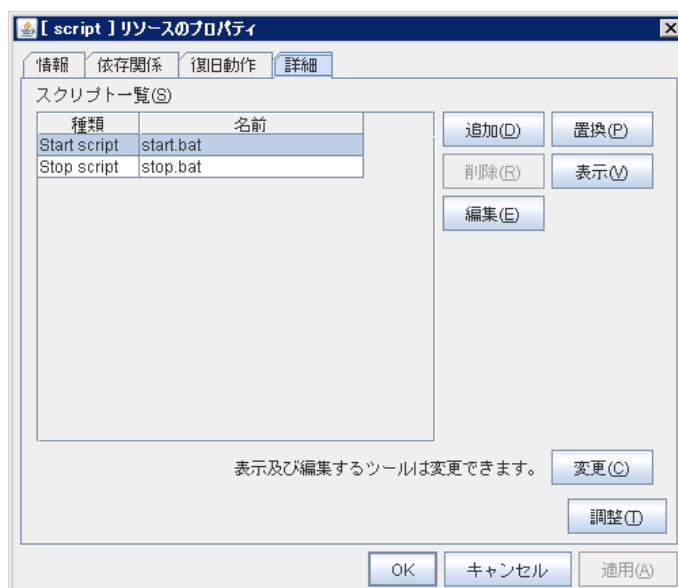 [ script ] リソースのプロパティ
情報 依存関係 復旧動作 詳細
スクリプト一覧(S)
種類 名前
Start script start.bat
Stop script stop.bat
追加(D) 置換(P)
削除(R) 表示(V)
編集(E)
表示及び編集するツールは変更できます。 変更(C)
調整(T)
OK キャンセル 適用(A)